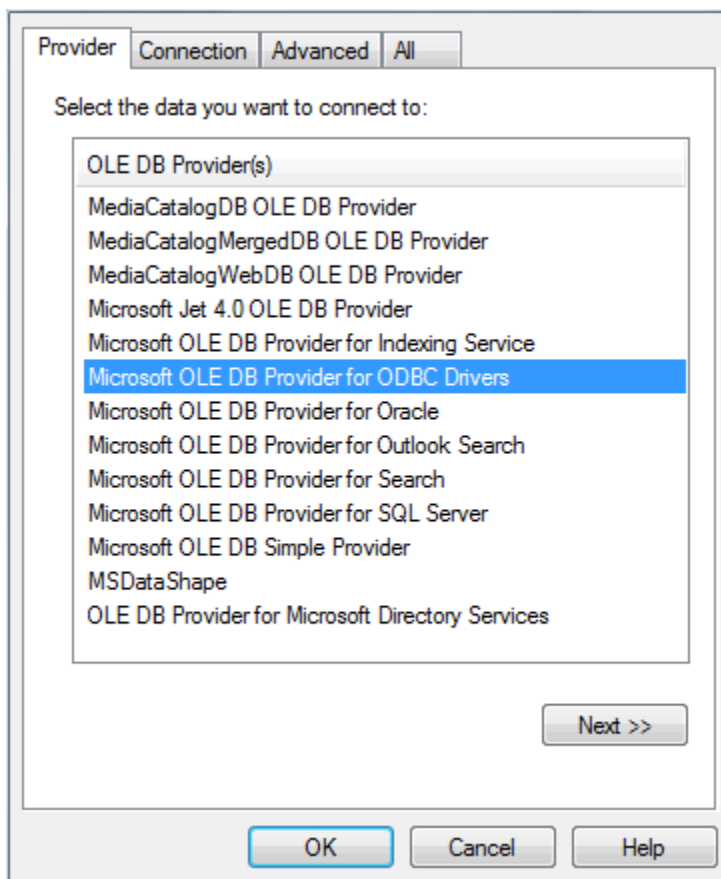 Provider
Connection
Advanced
All
Select the data you want to connect to:
OLE DB Provider(s)
MediaCatalogDB OLE DB Provider
MediaCatalogMergedDB OLE DB Provider
MediaCatalogWebDB OLE DB Provider
Microsoft Jet 4.0 OLE DB Provider
Microsoft OLE DB Provider for Indexing Service
Microsoft OLE DB Provider for ODBC Drivers
Microsoft OLE DB Provider for Oracle
Microsoft OLE DB Provider for Outlook Search
Microsoft OLE DB Provider for Search
Microsoft OLE DB Provider for SQL Server
Microsoft OLE DB Simple Provider
MSDataShape
OLE DB Provider for Microsoft Directory Services
Next >>
OK
Cancel
Help